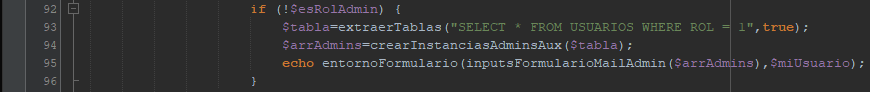 92 if (!$esRolAdmin) {
93 $tabla=extraerTablas("SELECT * FROM USUARIOS WHERE ROL = 1",true);
94 $arrAdmins=crearInstanciasAdminsAux($tabla);
95 echo entornoFormulario(inputsFormularioMailAdmin($arrAdmins),$miUsuario);
96 }